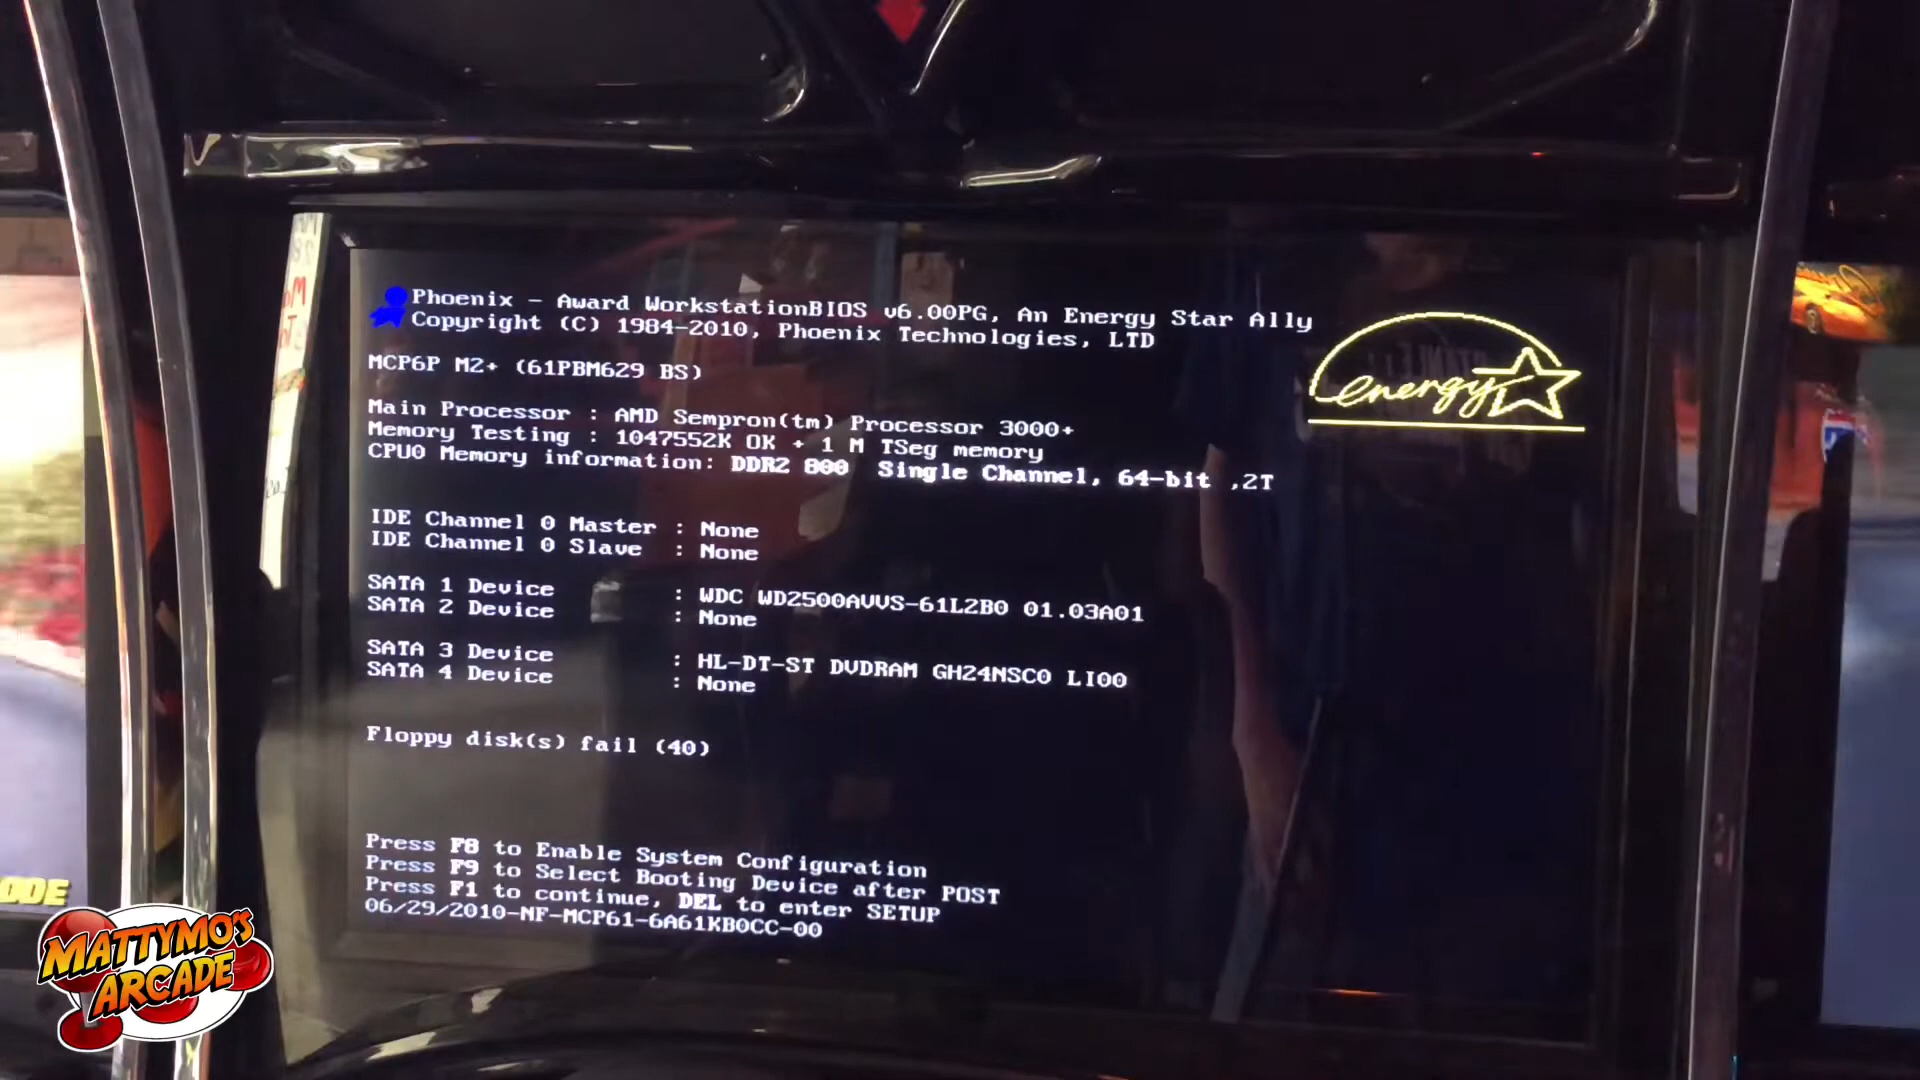 Phoenix - Award WorkstationBIOS v6.00PG, An Energy Star Ally
Copyright (C) 1984-2010, Phoenix Technologies, LTD
energy
MCP6P M2+ (61PBM629 BS)
Main Processor : AMD Sempron(tm) Processor 3000+
Memory Testing : 1047552K OK + 1 M TSeg memory
CPU0 Memory information: DDR2 800 Single Channel, 64-bit ,2T
IDE Channel 0 Master : None
IDE Channel 0 Slave : None
SATA 1 Device : WDC WD2500AVVS-61L2B0 01.03A01
SATA 2 Device : None
SATA 3 Device : HL-DT-ST DVDRAM GH24NSC0 LI00
SATA 4 Device : None
Floppy disk(s) fail (40)
Press F8 to Enable System Configuration
Press F9 to Select Booting Device after POST
Press F1 to continue, DEL to enter SETUP
06/29/2010-NF-MCP61-6A61KB0CC-00
MATTYMO'S
ARCADE